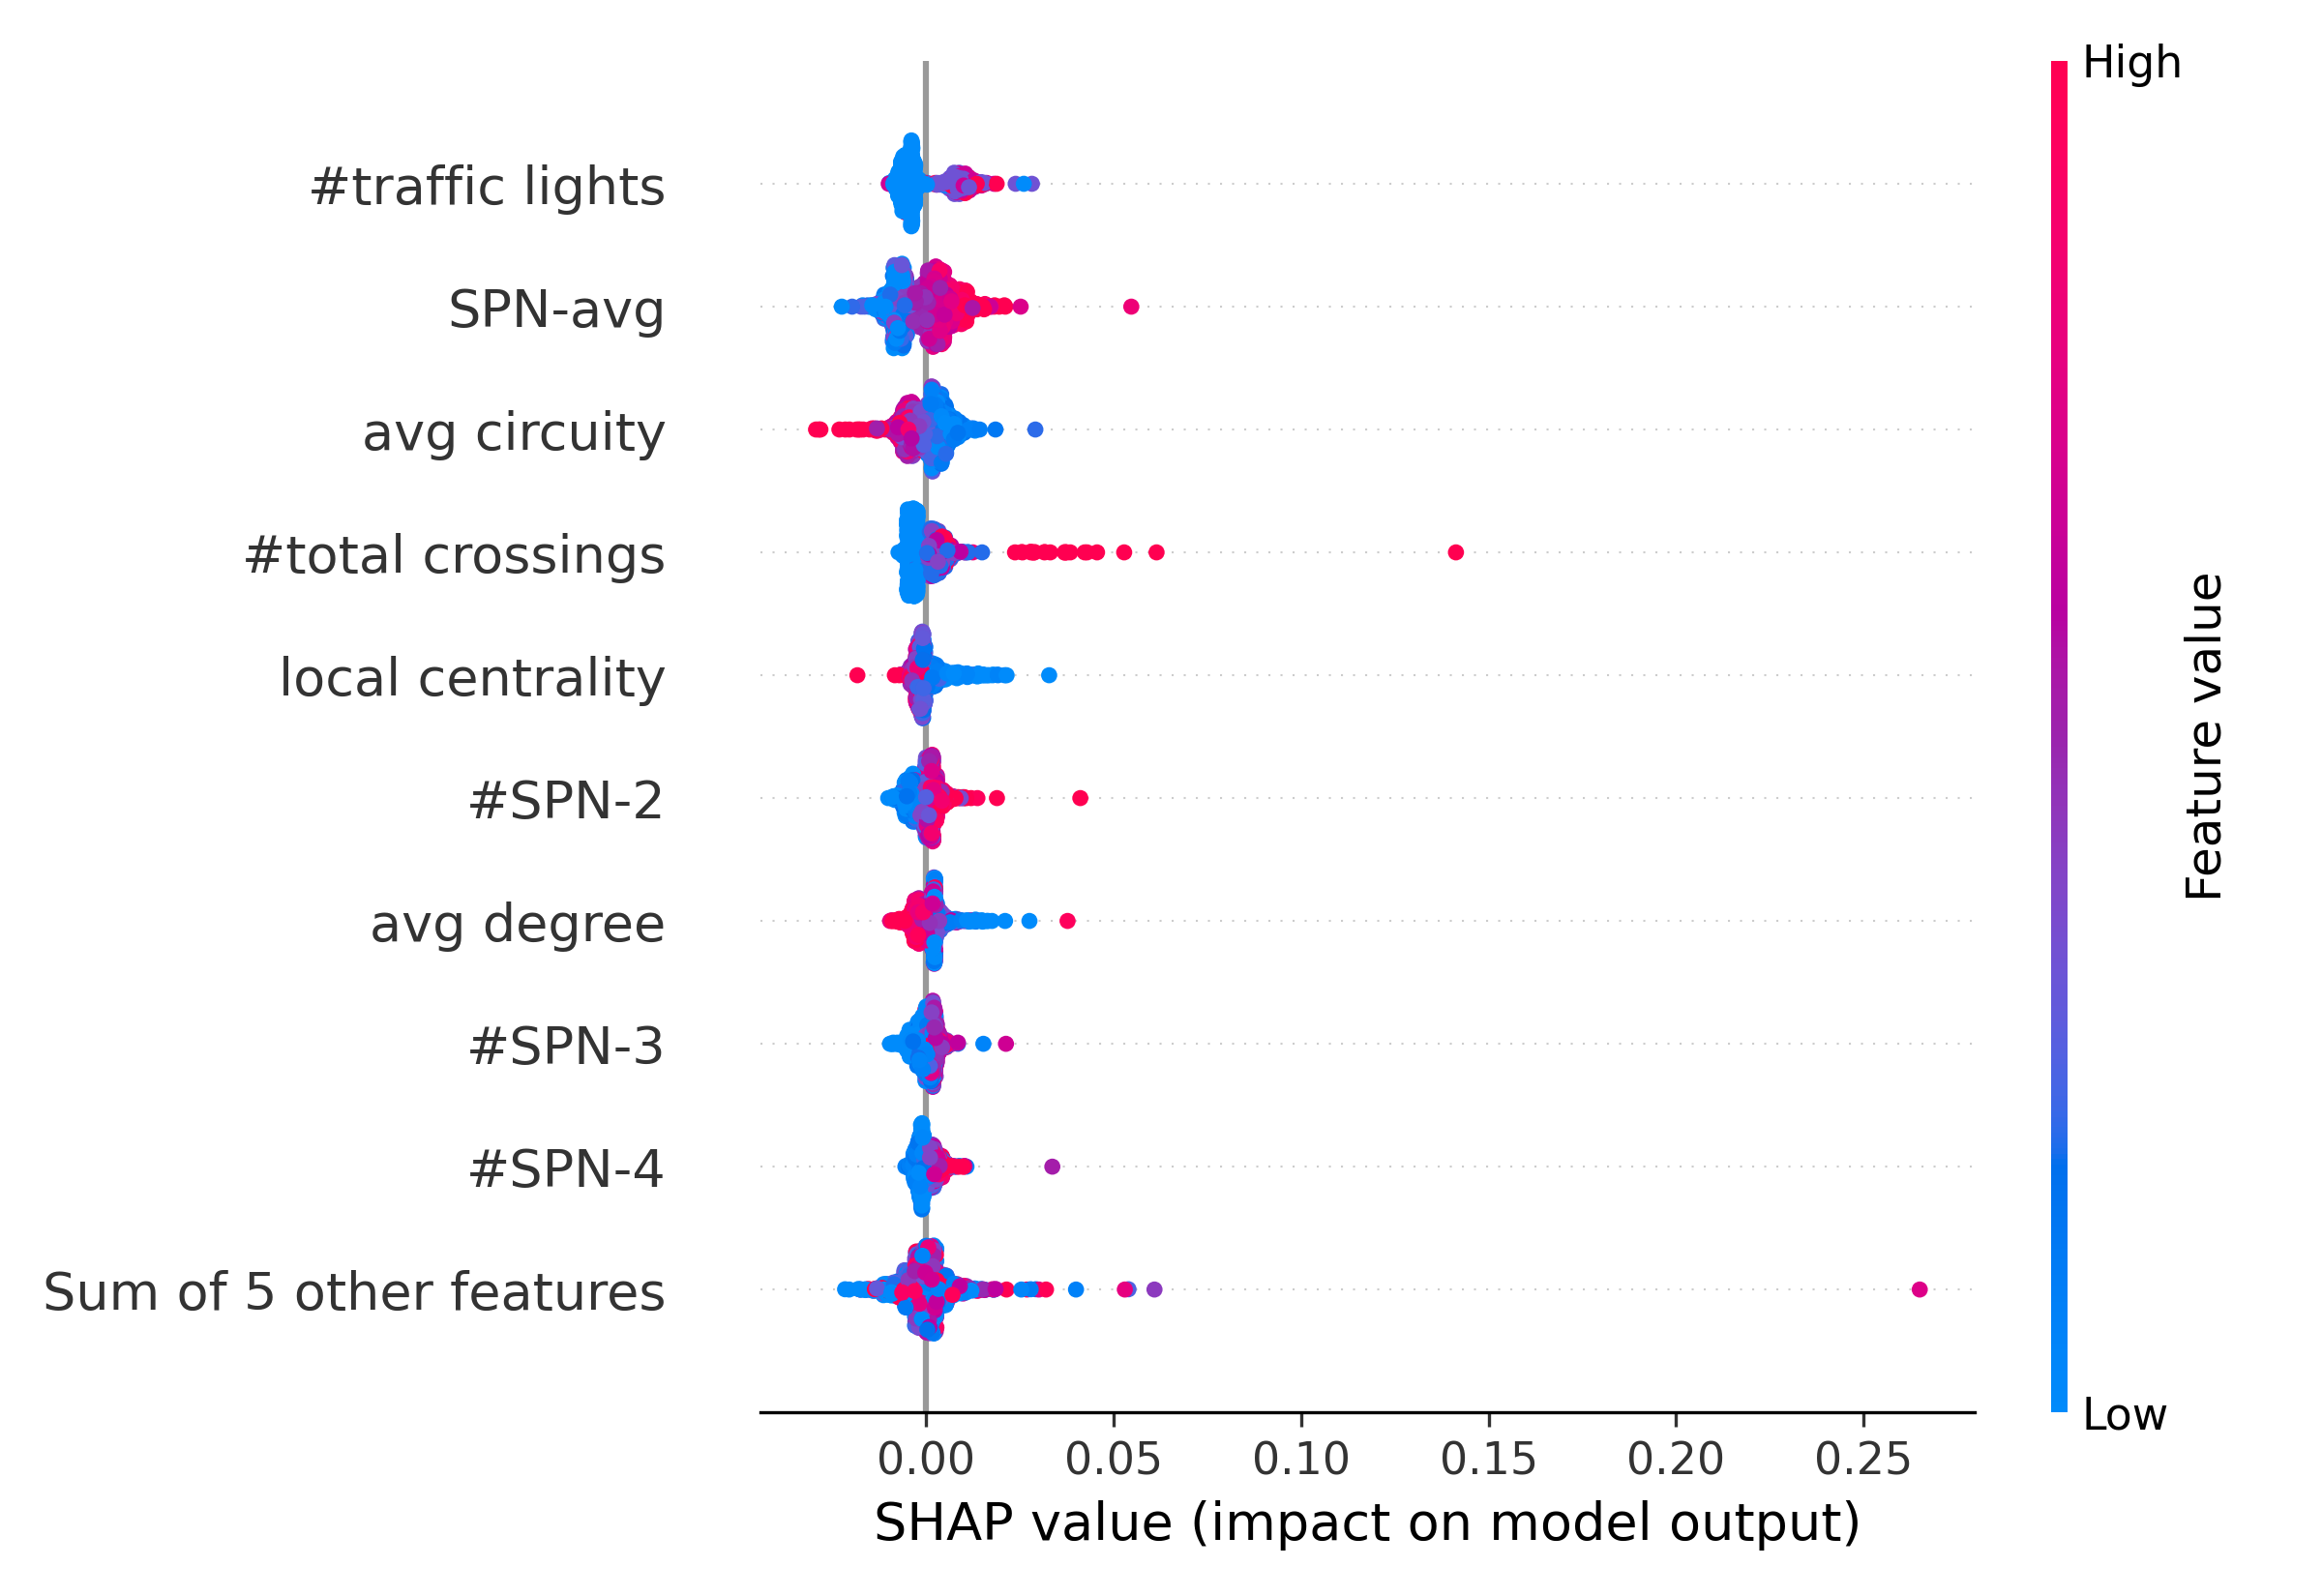 High
#traffic lights
SPN-avg
avg circuity
#total crossings
local centrality
#SPN-2
avg degree
#SPN-3
#SPN-4
Sum of 5 other features
Feature value
Low
0.00 0.05 0.10 0.15 0.20 0.25
SHAP value (impact on model output)